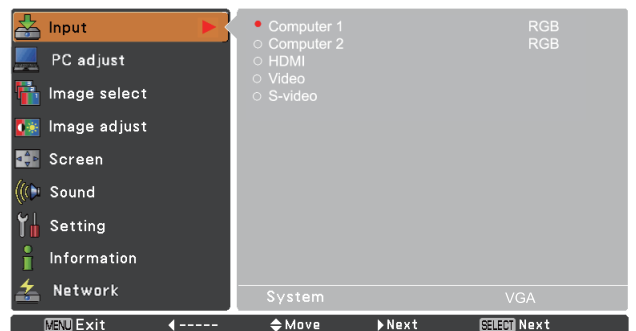 Input
PC adjust
Image select
Image adjust
Screen
Sound
Setting
Information
Network
Computer 1 RGB
Computer 2 RGB
HDMI
Video
S-video
System VGA
MENU Exit ----- Move Next SELECT Next